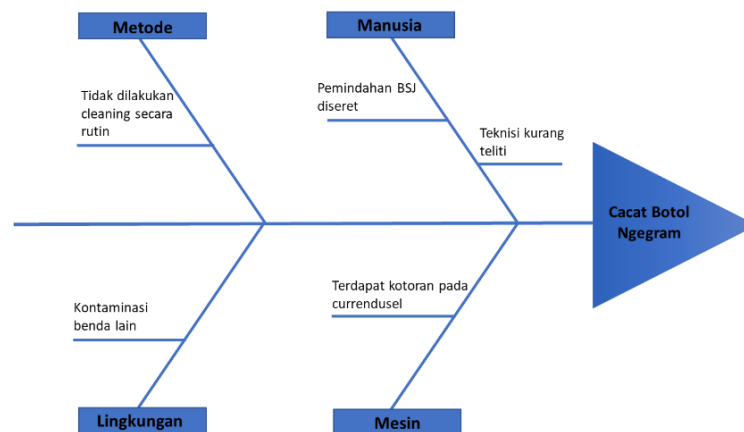 Metode
Manusia
Tidak dilakukan
cleaning secara
rutin
Pemindahan BSJ
diseret
Teknisi kurang
teliti
Cacat Botol
Ngegram
Kontaminasi
benda lain
Terdapat kotoran pada
currendusel
Lingkungan
Mesin